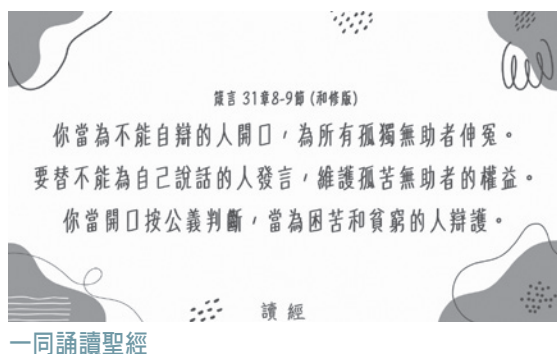 箴言 31章8-9節 (和修版)
你當為不能自辯的人開口，為所有孤獨無助者伸冤。
要替不能為自己說話的人發言，維護孤苦無助者的權益。
你當開口按公義判斷，當為困苦和貧窮的人辯護。
讀 經
一同誦讀聖經